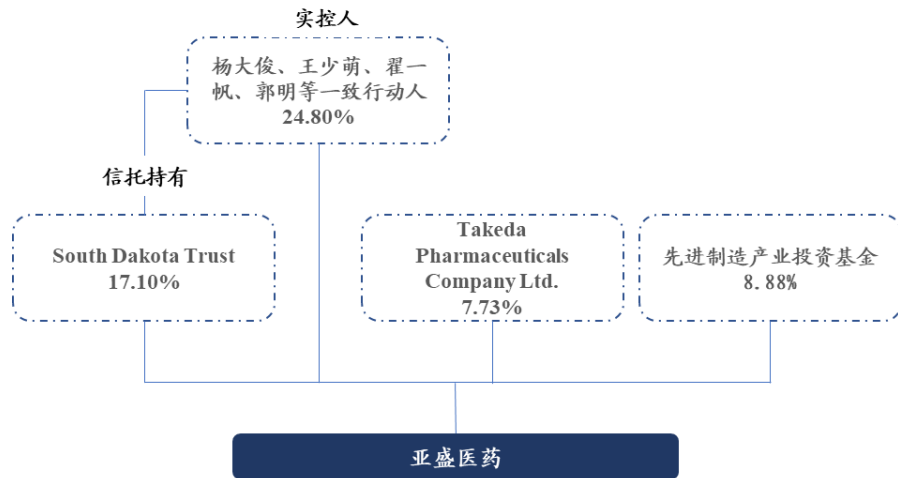 实控人
杨大俊、王少萌、翟一
帆、郭明等一致行动人
24.80%
信托持有
South Dakota Trust
17.10%
Takeda
Pharmaceuticals
Company Ltd.
7.73%
先进制造产业投资基金
8.88%
亚盛医药